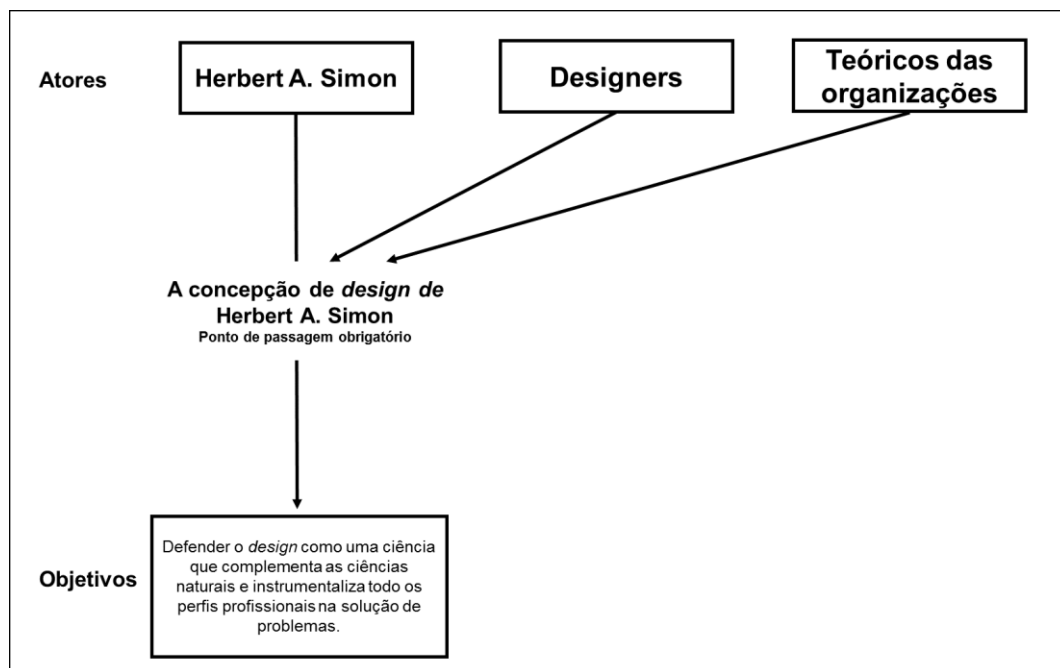 Atores
Herbert A. Simon
Designers
Teóricos das
organizações
A concepção de design de
Herbert A. Simon
Ponto de passagem obrigatório
Objetivos
Defender o design como uma ciência
que complementa as ciências
naturais e instrumentaliza todo os
perfis profissionais na solução de
problemas.